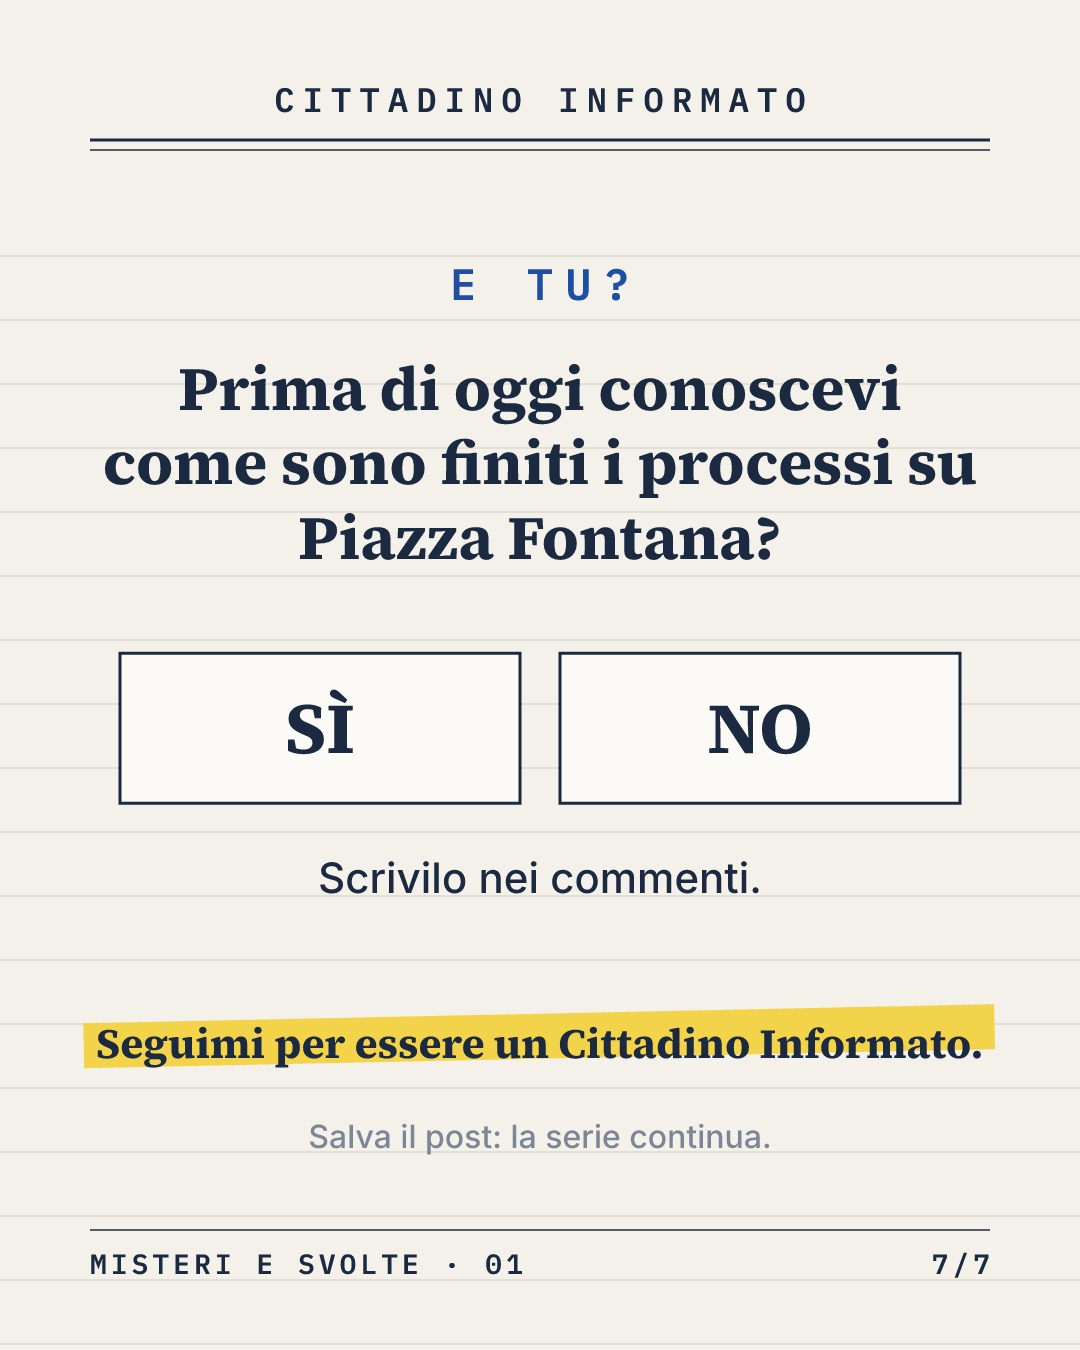 CITTADINO INFORMATO
E TU?
Prima di oggi conoscevi
come sono finiti i processi su
Piazza Fontana?
SÌ
NO
Scrivilo nei commenti.
Seguimi per essere un Cittadino Informato.
Salva il post: la serie continua.
MISTERI E SVOLTE · 01
7/7